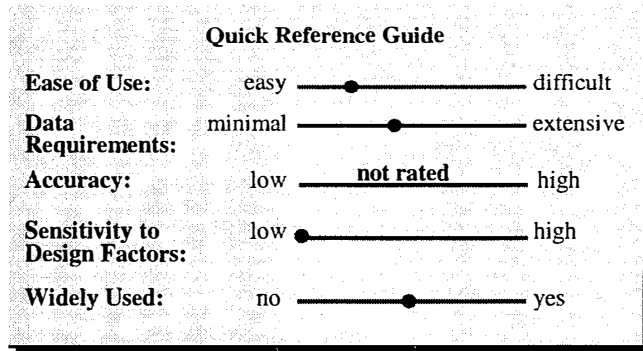 Quick Reference Guide
Ease of Use: easy difficult
Data Requirements: minimal extensive
Accuracy: low not rated high
Sensitivity to Design Factors: low high
Widely Used: no yes